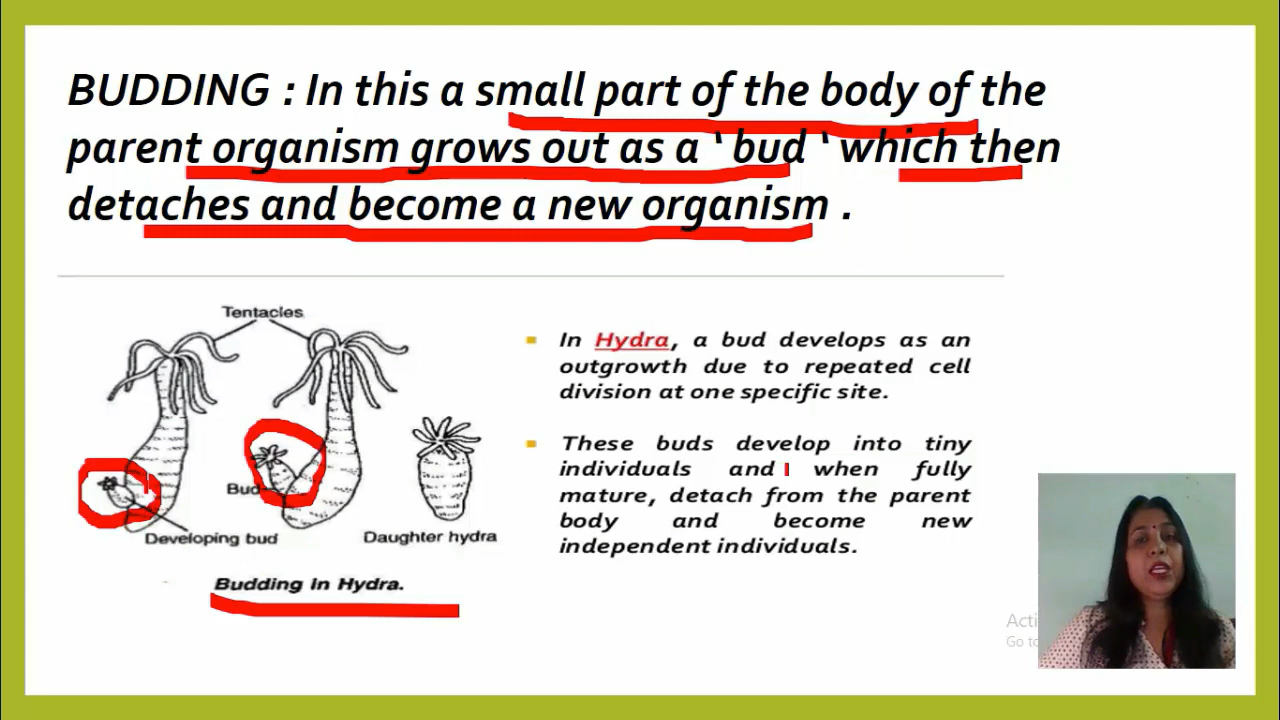 BUDDING : In this a small part of the body of the
parent organism grows out as a ‘ bud ‘ which then
detaches and become a new organism .
Tentacles
Bud
Developing bud
Daughter hydra
Budding in Hydra.
In Hydra, a bud develops as an
outgrowth due to repeated cell
division at one specific site.
These buds develop into tiny
individuals and when fully
mature, detach from the parent
body and become new
independent individuals.
Acti
Go to